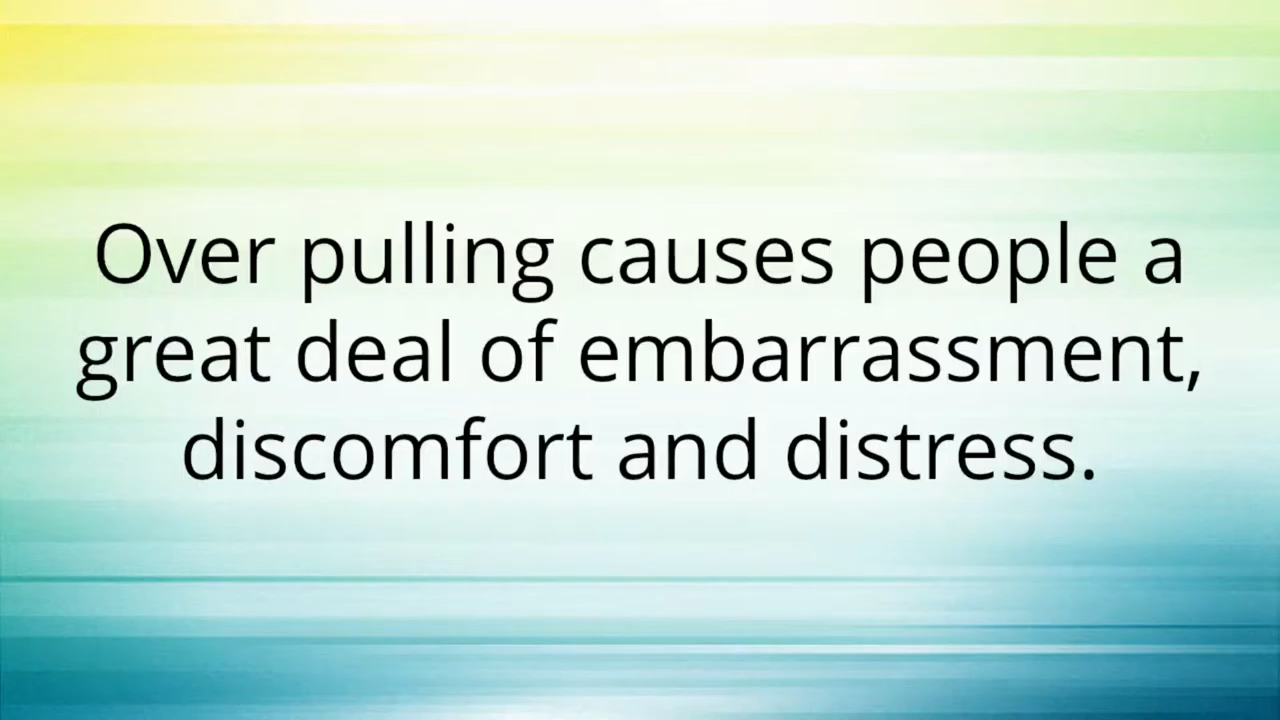 Over pulling causes people a
great deal of embarrassment,
discomfort and distress.